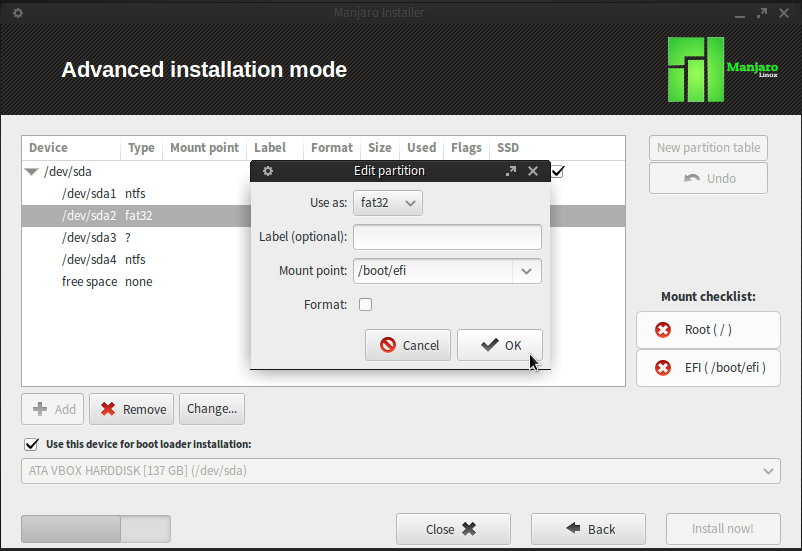 Manjaro Installer
Advanced installation mode
Manjaro
Linux
Device Type Mount point Label Format Size Used Flags SSD
New partition table
/dev/sda
Undo
/dev/sda1 ntfs
/dev/sda2 fat32
/dev/sda3 ?
/dev/sda4 ntfs
free space none
Edit partition
Use as: fat32
Label (optional):
Mount point: /boot/efi
Format:
Cancel OK
Mount checklist:
Root ( / )
EFI ( /boot/efi )
Add Remove Change...
Use this device for boot loader installation:
ATA VBOX HARDDISK [137 GB] (/dev/sda)
Close Back Install now!